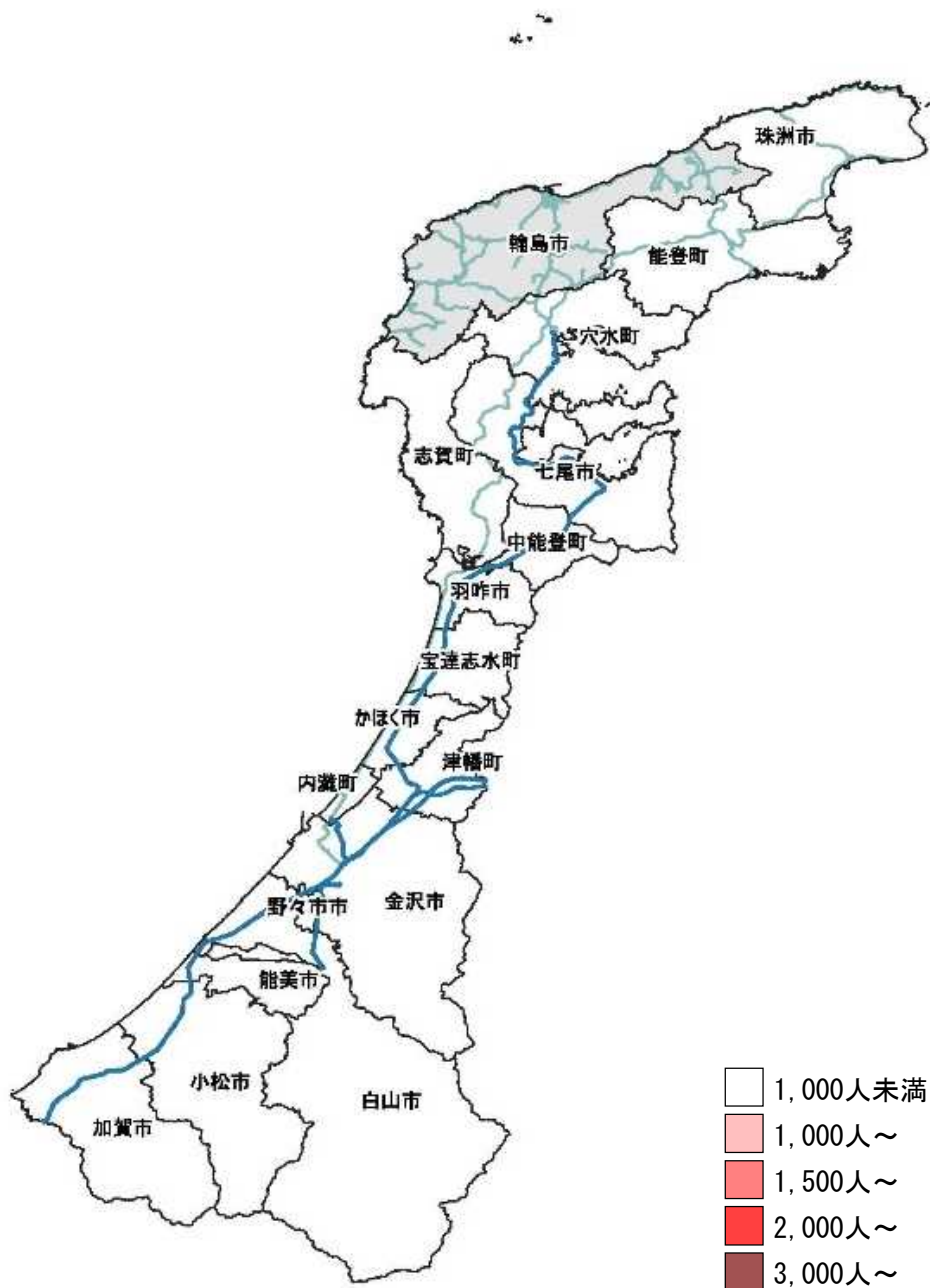 珠洲市
輪島市
能登町
穴水町
志賀町
七尾市
中能登町
羽咋市
宝達志水町
かほく市
津幡町
内灘町
金沢市
野々市市
能美市
小松市
白山市
加賀市
1,000人未満
1,000人～
1,500人～
2,000人～
3,000人～